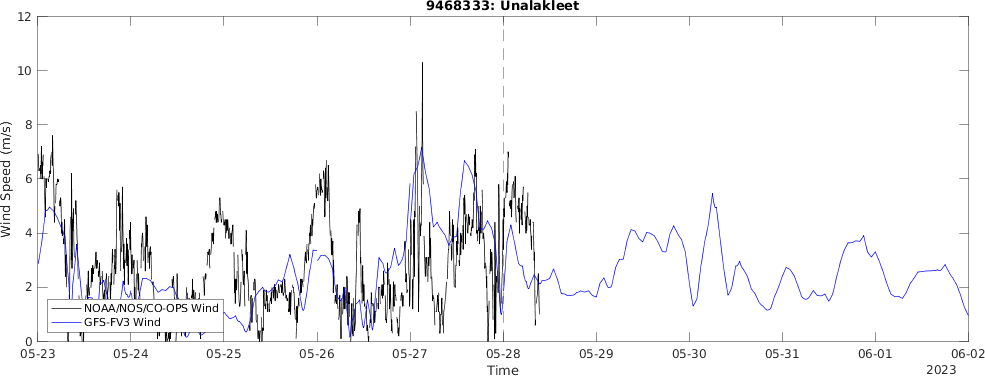 9468333: Unalakleet
12
10
8
6
4
2
0
Wind Speed (m/s)
NOAA/NOS/CO-OPS Wind
GFS-FV3 Wind
05-23 05-24 05-25 05-26 05-27 05-28 05-29 05-30 05-31 06-01 06-02
Time
2023